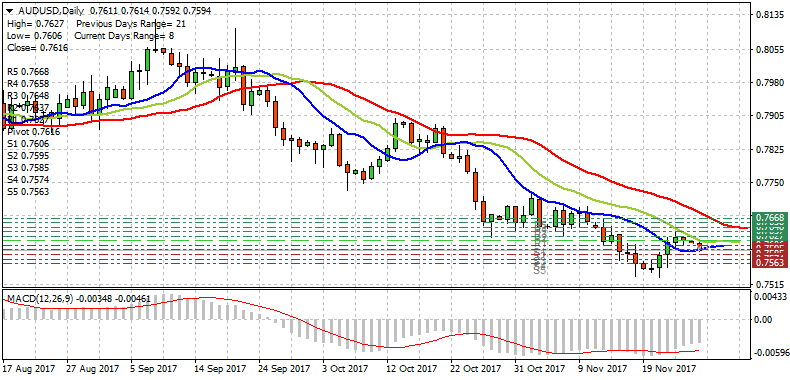 AUDUSD,Daily 0.7611 0.7614 0.7592 0.7594
High= 0.7627 Previous Days Range= 21
Low= 0.7606 Current Days Range= 8
Close= 0.7616
R5 0.7668
R4 0.7658
R3 0.7648
Pivot 0.7616
S1 0.7606
S2 0.7595
S3 0.7585
S4 0.7574
S5 0.7563
0.8135
0.8055
0.7980
0.7905
0.7825
0.7750
0.7668
0.7563
0.7515
MACD(12,26,9) -0.00348 -0.00461
0.00433
0.00
-0.00596
17 Aug 2017
27 Aug 2017
5 Sep 2017
14 Sep 2017
24 Sep 2017
3 Oct 2017
12 Oct 2017
22 Oct 2017
31 Oct 2017
9 Nov 2017
19 Nov 2017